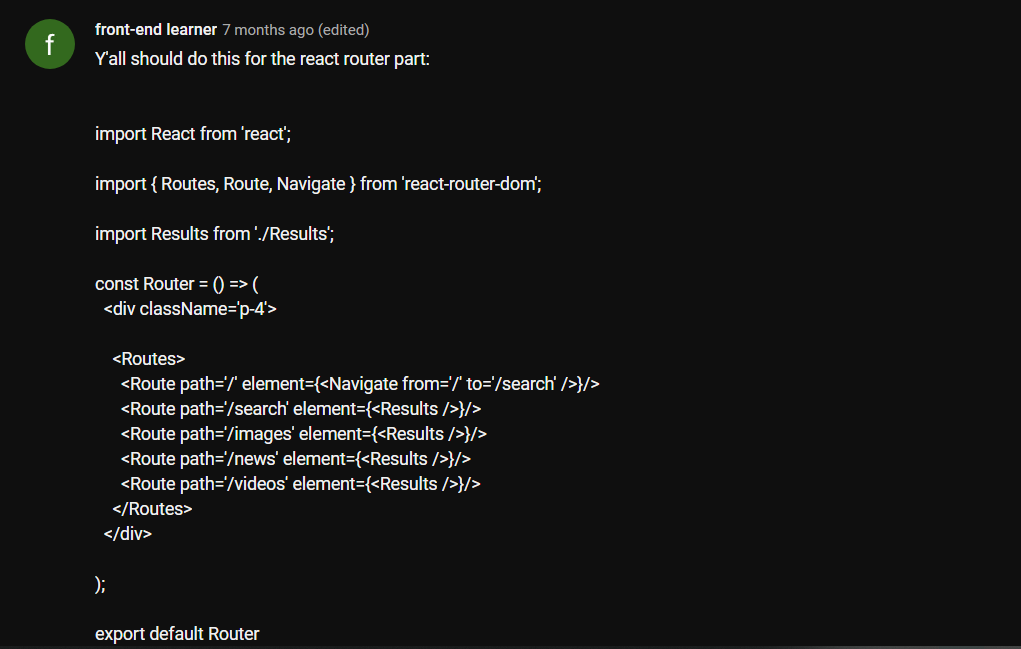 f
front-end learner 7 months ago (edited)
Y'all should do this for the react router part:
import React from 'react';
import { Routes, Route, Navigate } from 'react-router-dom';
import Results from './Results';
const Router = () => (
<div className='p-4'>
<Routes>
<Route path='/' element={<Navigate from='/' to='/search' />}/>
<Route path='/search' element={<Results />}/>
<Route path='/images' element={<Results />}/>
<Route path='/news' element={<Results />}/>
<Route path='/videos' element={<Results />}/>
</Routes>
</div>
);
export default Router